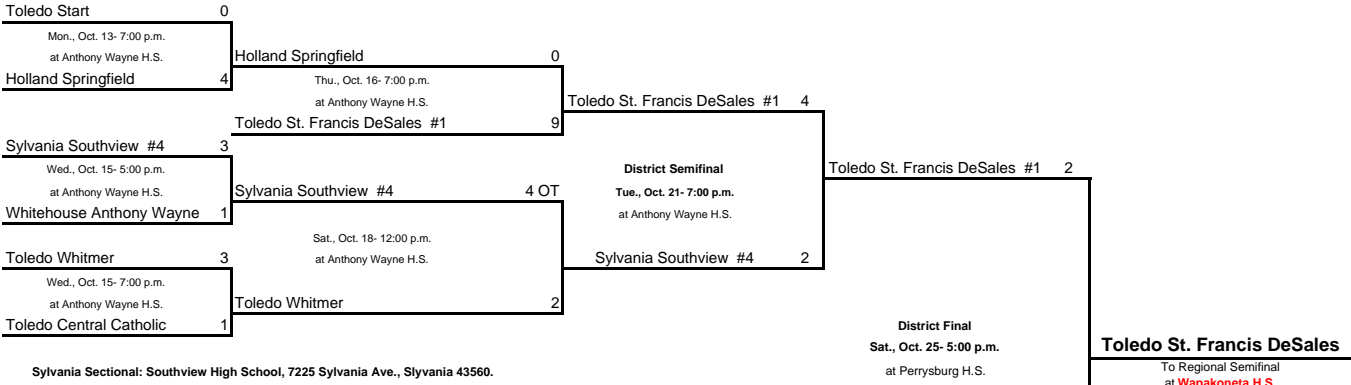 Toledo Start 0
Mon., Oct. 13- 7:00 p.m.
at Anthony Wayne H.S.
Holland Springfield 4
Holland Springfield 0
Thu., Oct. 16- 7:00 p.m.
at Anthony Wayne H.S.
Toledo St. Francis DeSales #1 9
Toledo St. Francis DeSales #1 4
Sylvania Southview #4 3
Wed., Oct. 15- 5:00 p.m.
at Anthony Wayne H.S.
Whitehouse Anthony Wayne 1
Sylvania Southview #4 4 OT
Sat., Oct. 18- 12:00 p.m.
at Anthony Wayne H.S.
Toledo Whitmer 3
Wed., Oct. 15- 7:00 p.m.
at Anthony Wayne H.S.
Toledo Central Catholic 1
Toledo Whitmer 2
District Semifinal
Tue., Oct. 21- 7:00 p.m.
at Anthony Wayne H.S.
Sylvania Southview #4 2
Toledo St. Francis DeSales #1 2
District Final
Sat., Oct. 25- 5:00 p.m.
at Perrysburg H.S.
Toledo St. Francis DeSales
To Regional Semifinal
at Wapakoneta H.S.
Sylvania Sectional: Southview High School, 7225 Sylvania Ave., Slyvania 43560.